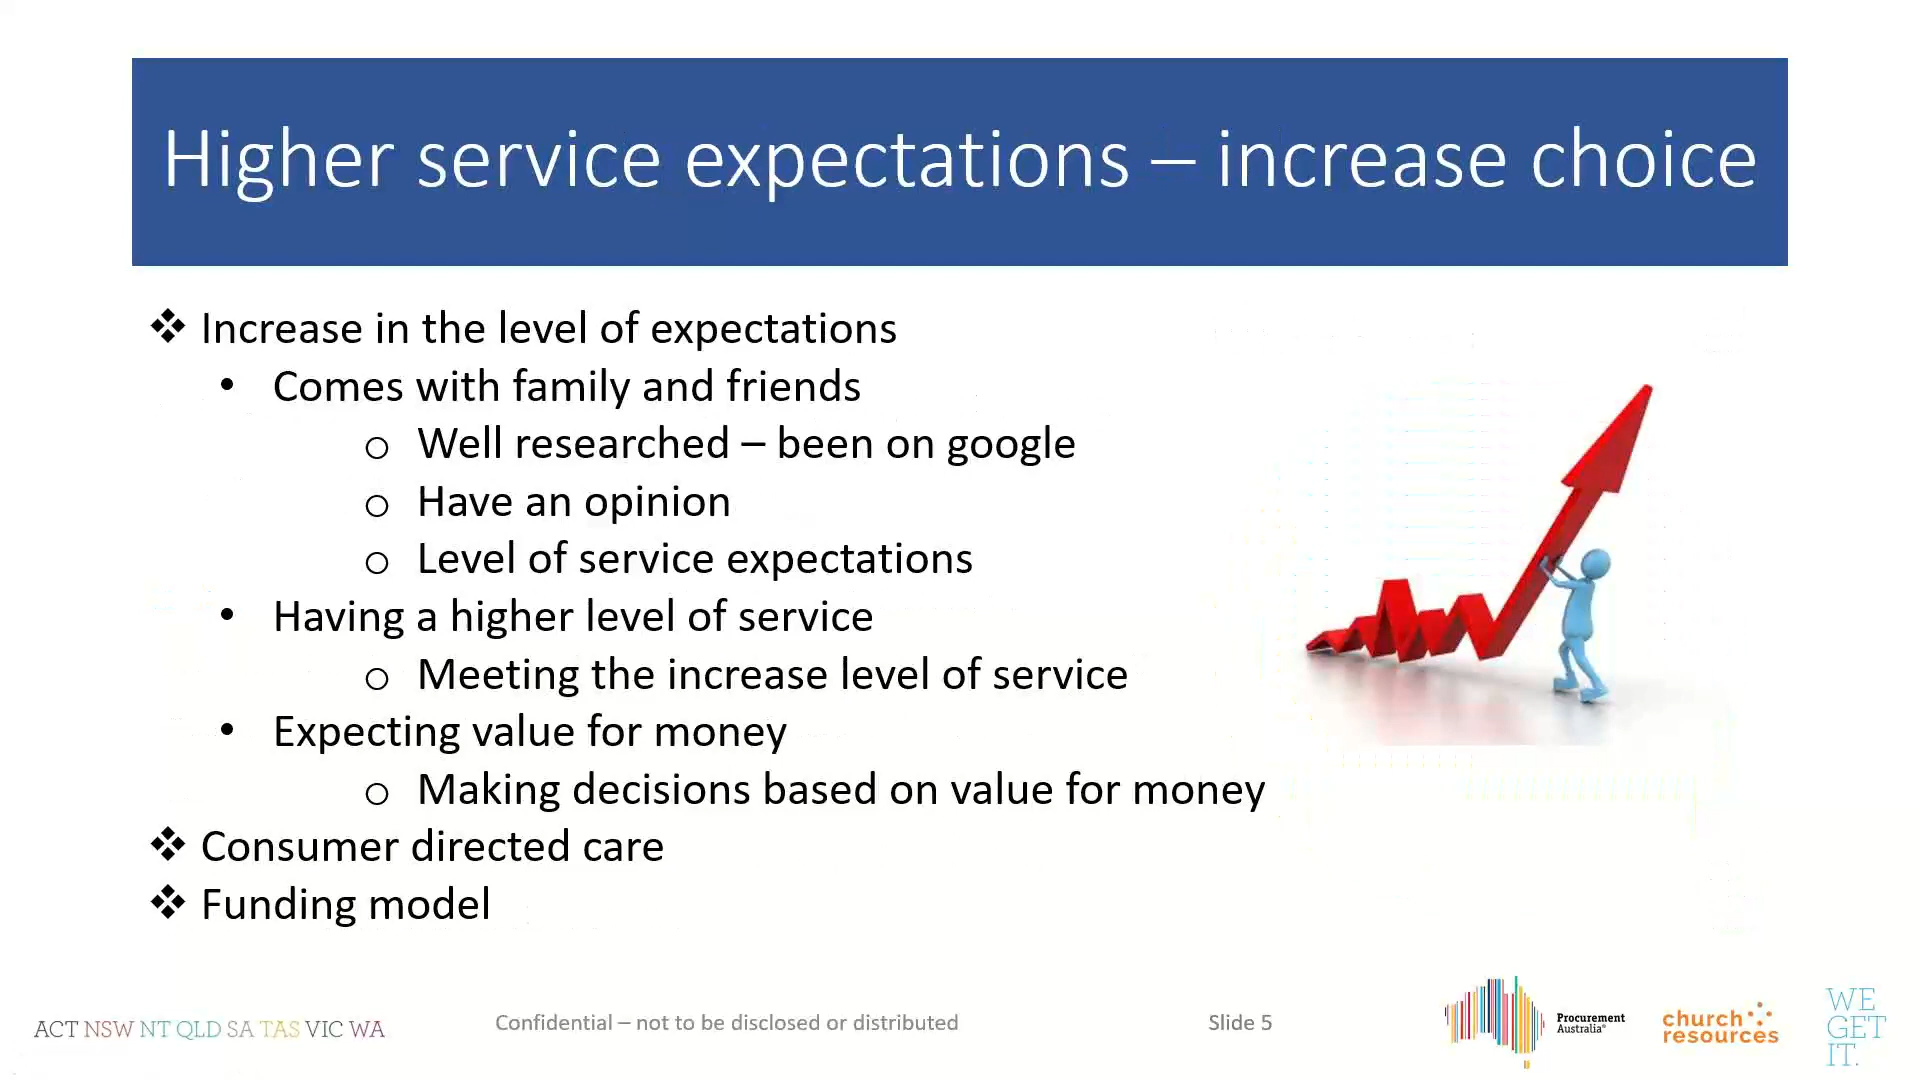 Higher service expectations – increase choice
❖ Increase in the level of expectations
• Comes with family and friends
o Well researched – been on google
o Have an opinion
o Level of service expectations
• Having a higher level of service
o Meeting the increase level of service
• Expecting value for money
o Making decisions based on value for money
❖ Consumer directed care
❖ Funding model
ACT NSW NT QLD SA TAS VIC WA
Confidential – not to be disclosed or distributed
Slide 5
Procurement
Australia®
church
resources
WE
GET
IT.